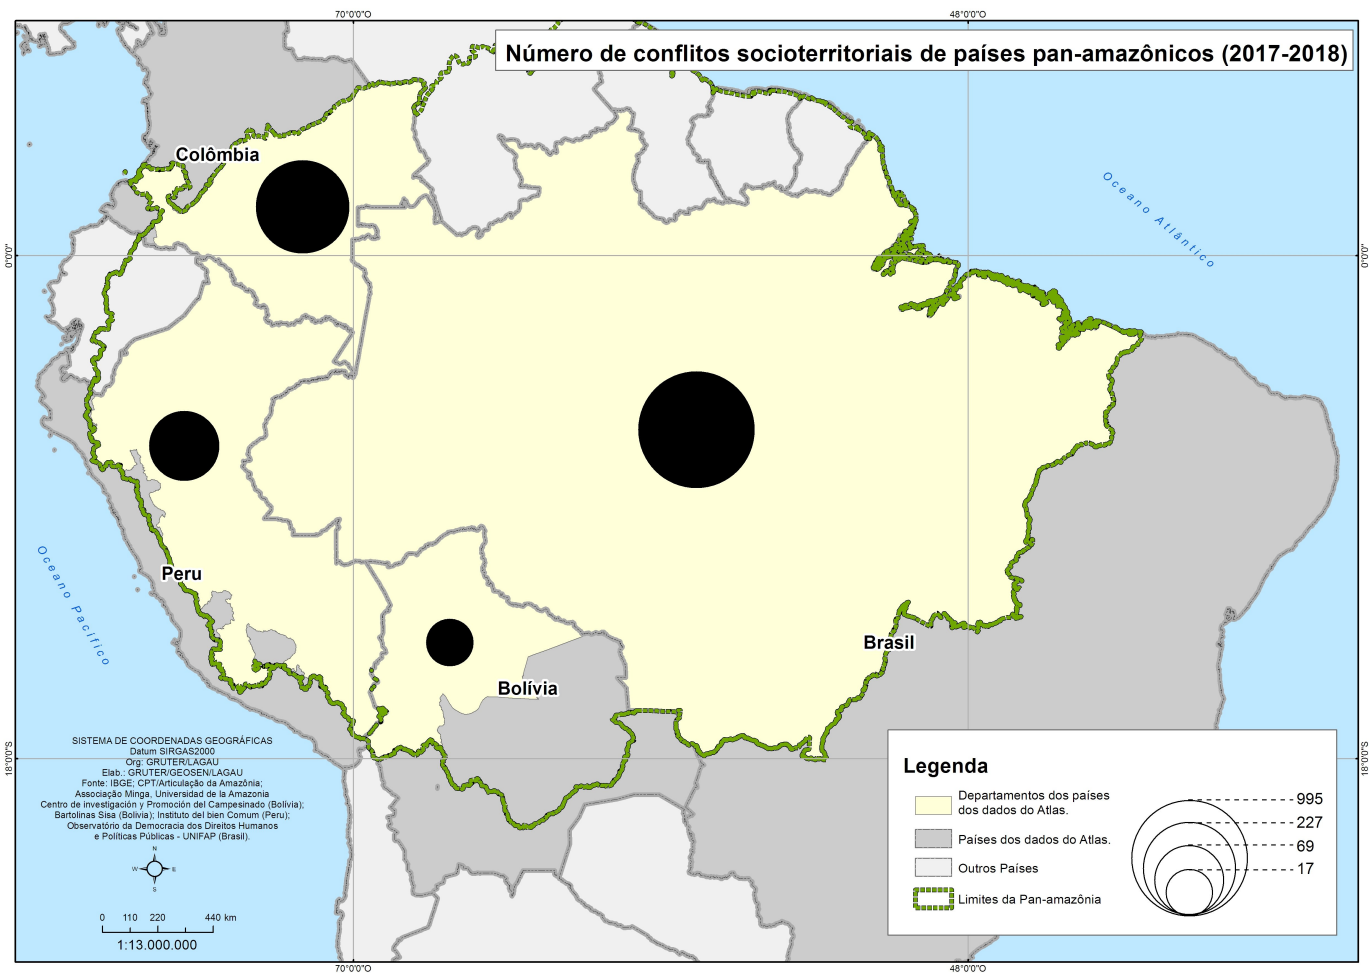 70°0'0"O
48°0'0"O
Número de conflitos socioterritoriais de países pan-amazônicos (2017-2018)
Colômbia
Oceano Atlântico
0°0'0"
0°0'0"
Oceano Pacífico
Peru
Brasil
Bolívia
18°0'0"S
18°0'0"S
SISTEMA DE COORDENADAS GEOGRÁFICAS
Datum SIRGAS2000
Org: GRUTER/LAGAU
Elab.: GRUTER/GEOSEN/LAGAU
Fonte: IBGE; CPT/Articulação da Amazônia;
Associação Minga, Universidad de la Amazonia
Centro de investigación y Promoción del Campesinado (Bolívia);
Bartolinas Sisa (Bolivia); Instituto del bien Comum (Peru);
Observatório da Democracia dos Direitos Humanos
e Políticas Públicas - UNIFAP (Brasil).
N
W E
S
0 110 220 440 km
1:13.000.000
Legenda
Departamentos dos países
dos dados do Atlas.
Países dos dados do Atlas.
Outros Países
Limites da Pan-amazônia
995
227
69
17
70°0'0"O
48°0'0"O